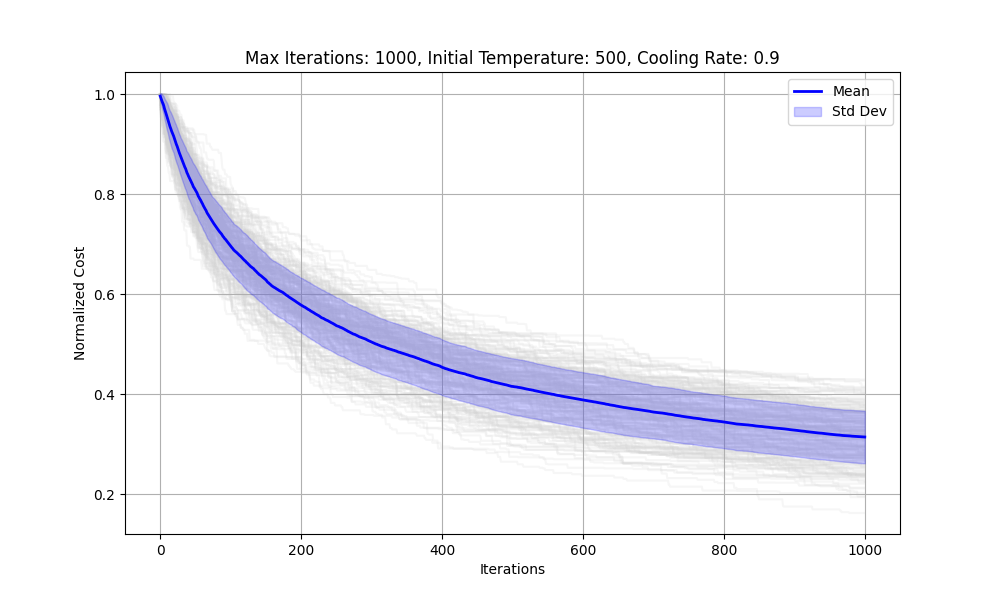 Max Iterations: 1000, Initial Temperature: 500, Cooling Rate: 0.9
Mean
Std Dev
1.0
0.8
0.6
0.4
0.2
Normalized Cost
0 200 400 600 800 1000
Iterations